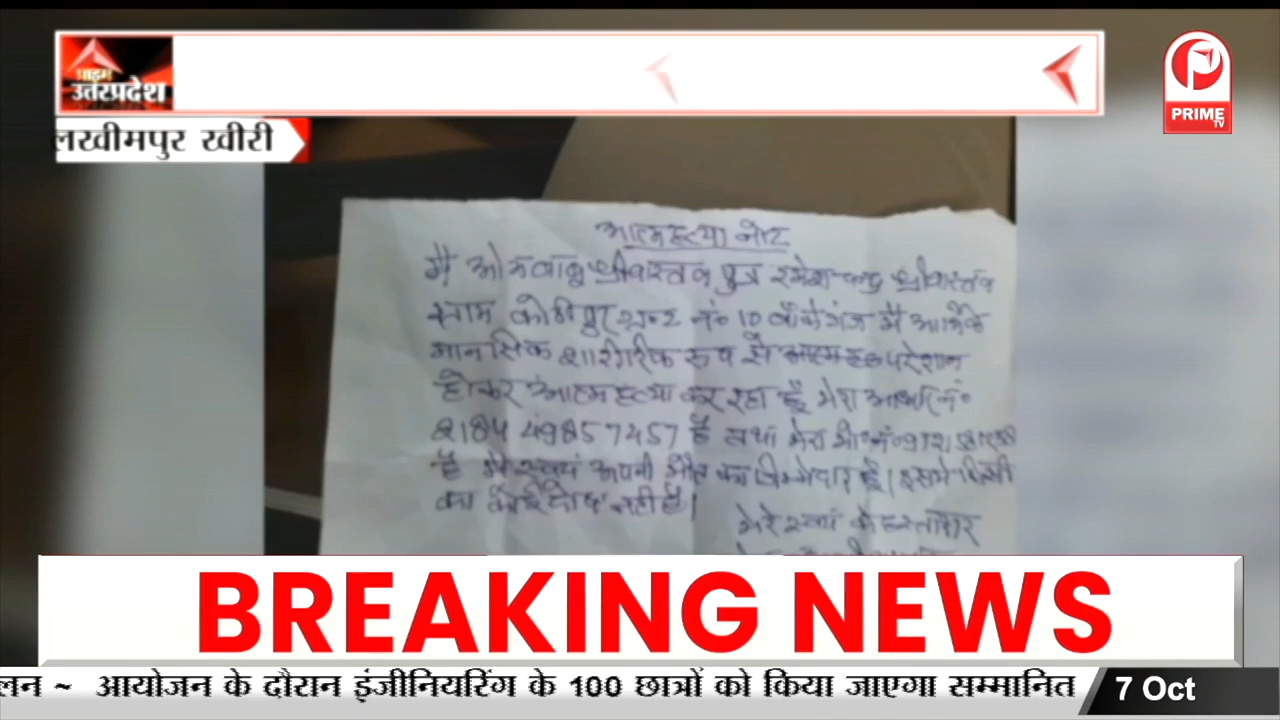 प्राइम
उत्तरप्रदेश
PRIME
TV
लखीमपुर खीरी
आत्महत्या नोट
मै ओमबाबू श्रीवास्तव पुत्र रमेश चन्द्र श्रीवास्तव
नं० 10 बाँकेगंज मै आर्थिक
मानसिक शारीरिक रूप से परेशान
होकर आत्महत्या कर रहा हूँ मेरा आधार नं०
है तथा मेरा
है मै स्वयं अपनी मौत का जिम्मेदार हूँ। इसमे किसी
का कोई दोष नही है।
मेरे स्वयं के हस्ताक्षर
BREAKING NEWS
लन ~ आयोजन के दौरान इंजीनियरिंग के 100 छात्रों को किया जाएगा सम्मानित
7 Oct